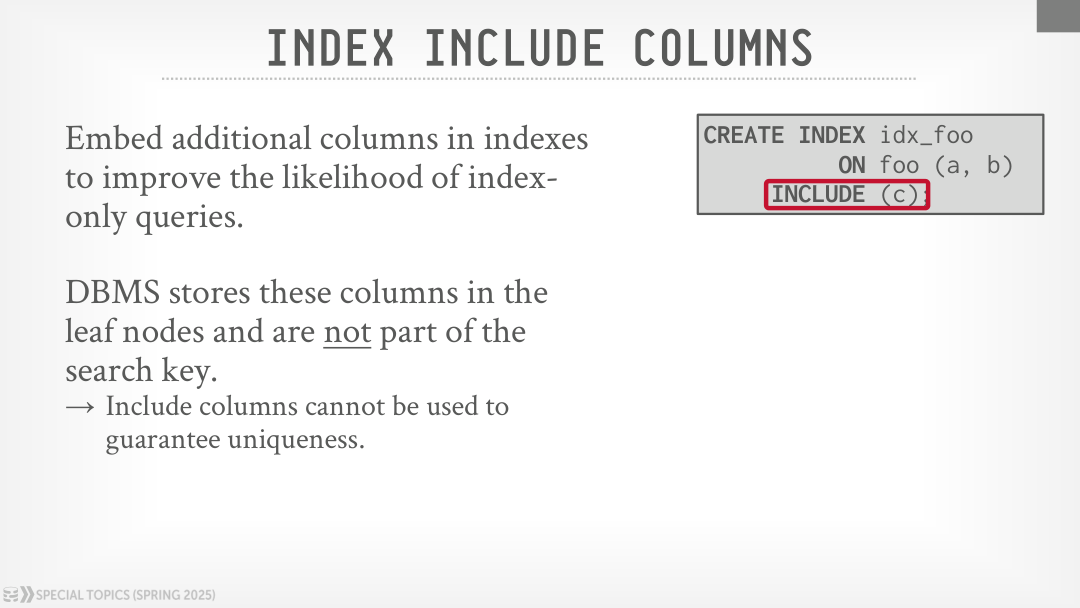 INDEX INCLUDE COLUMNS
Embed additional columns in indexes
to improve the likelihood of index-
only queries.
DBMS stores these columns in the
leaf nodes and are not part of the
search key.
→ Include columns cannot be used to
guarantee uniqueness.
CREATE INDEX idx_foo
ON foo (a, b)
INCLUDE (c);
SPECIAL TOPICS (SPRING 2025)